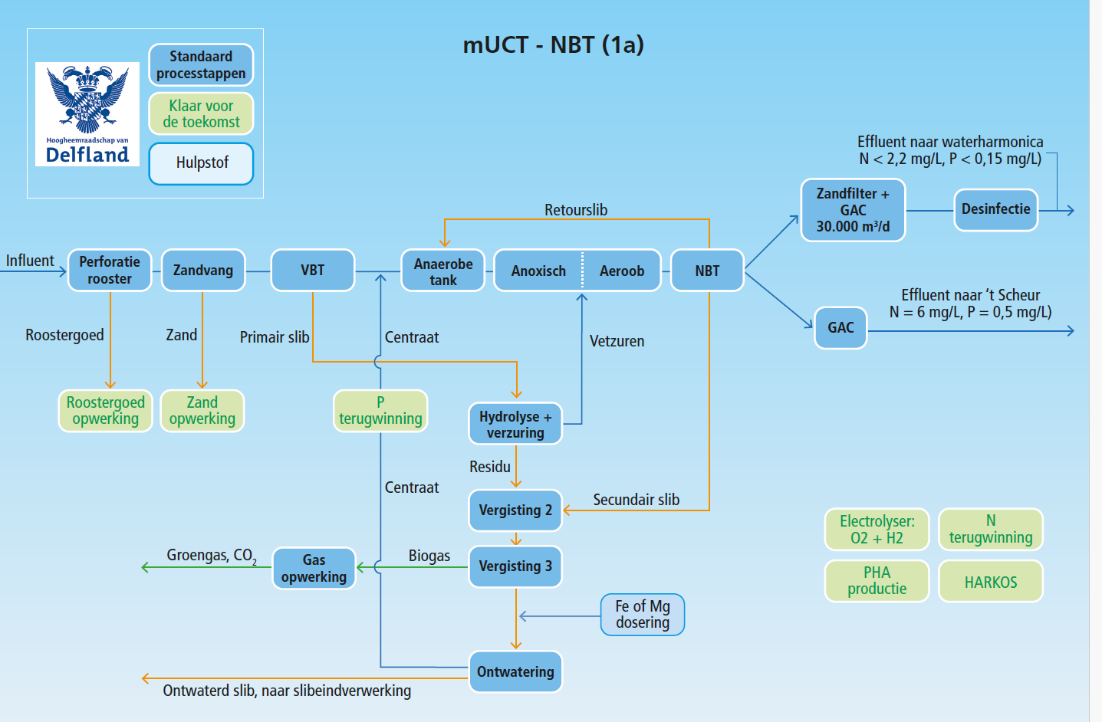 mUCT - NBT (1a)
Standaard
processtappen
Klaar voor
de toekomst
Hulpstof
Hoogheemraadschap van
Delfland
Effluent naar waterharmonica
N < 2,2 mg/L, P < 0,15 mg/L)
Zandfilter +
GAC
30.000 m³/d
Desinfectie
Retourslib
Influent
Perforatie
rooster
Zandvang
VBT
Anaerobe
tank
Anoxisch
Aeroob
NBT
Effluent naar ‘t Scheur
N = 6 mg/L, P = 0,5 mg/L)
GAC
Roostergoed
Zand
Primair slib
Centraat
Vetzuren
Roostergoed
opwerking
Zand
opwerking
P
terugwinning
Hydrolyse +
verzuring
Residu
Centraat
Secundair slib
Vergisting 2
Electrolyser:
O2 + H2
N
terugwinning
Groengas, CO₂
Gas
opwerking
Biogas
Vergisting 3
PHA
productie
HARKOS
Fe of Mg
dosering
Ontwatering
Ontwaterd slib, naar slibeindverwerking